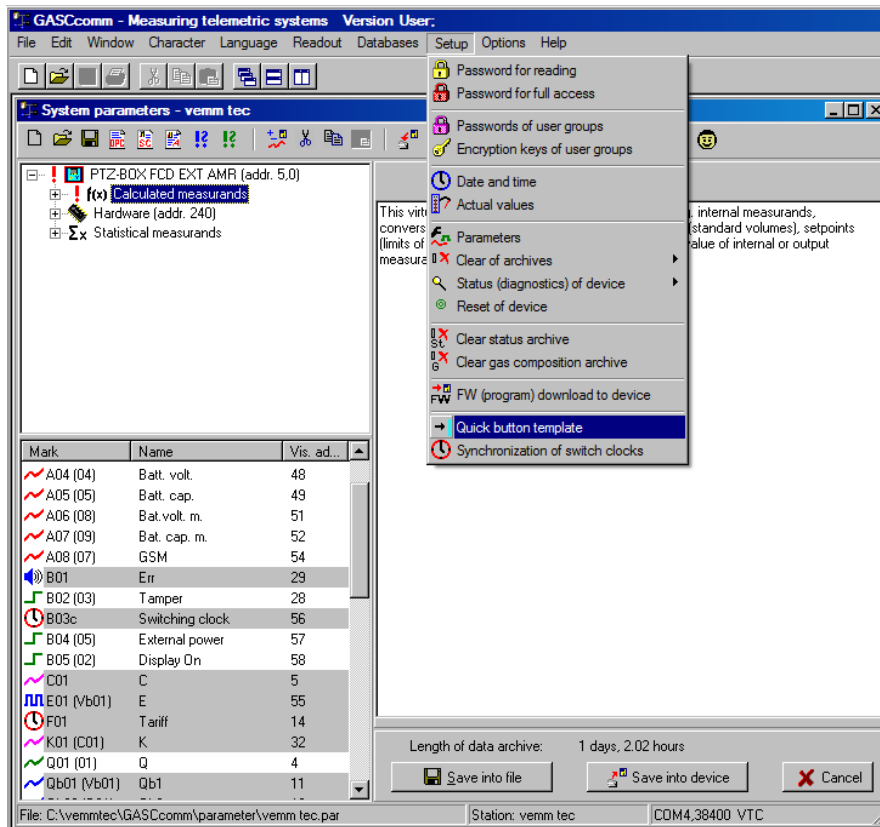 GASCcomm - Measuring telemetric systems   Version User;
File Edit Window Character Language Readout Databases Setup Options Help
System parameters - vemm tec
PTZ-BOX FCD EXT AMR (addr. 5,0)
f(x) Calculated measurands
Hardware (addr. 240)
Σx Statistical measurands
Password for reading
Password for full access
Passwords of user groups
Encryption keys of user groups
Date and time
Actual values
Parameters
Clear of archives
Status (diagnostics) of device
Reset of device
Clear status archive
Clear gas composition archive
FW (program) download to device
Quick button template
Synchronization of switch clocks
This virt
. internal measurands,
convers
(standard volumes), setpoints
(limits of
value of internal or output
measura
Mark Name Vis. ad...
A04 (04) Batt. volt. 48
A05 (05) Batt. cap. 49
A06 (08) Bat.volt. m. 51
A07 (09) Bat. cap. m. 52
A08 (07) GSM 54
B01 Err 29
B02 (03) Tamper 28
B03c Switching clock 56
B04 (05) External power 57
B05 (02) Display On 58
C01 C 5
E01 (Vb01) E 55
F01 Tariff 14
K01 (C01) K 32
Q01 (01) Q 4
Qb01 (Vb01) Qb1 11
Length of data archive: 1 days, 2.02 hours
Save into file Save into device Cancel
File: C:\vemmtec\GASCcomm\parameter\vemm tec.par Station: vemm tec COM4,38400 VTC